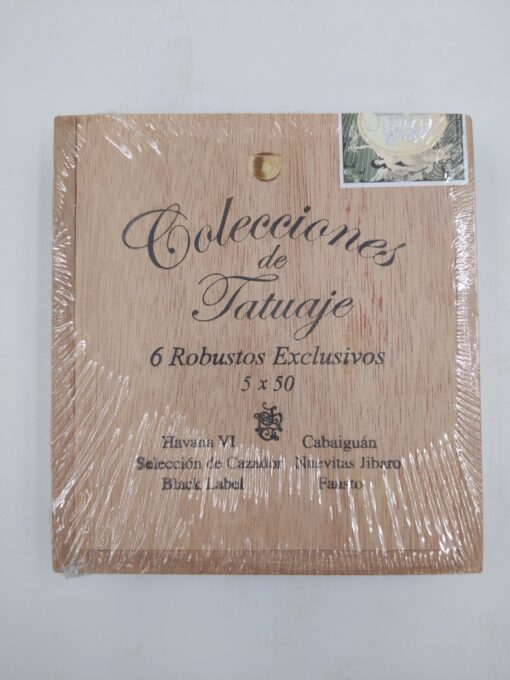 Colecciones
de
Tatuaje
6 Robustos Exclusivos
5 x 50
Havana VI Cabaiguán
Selección de Cazador Nuevitas Jibaro
Black Label Fausto